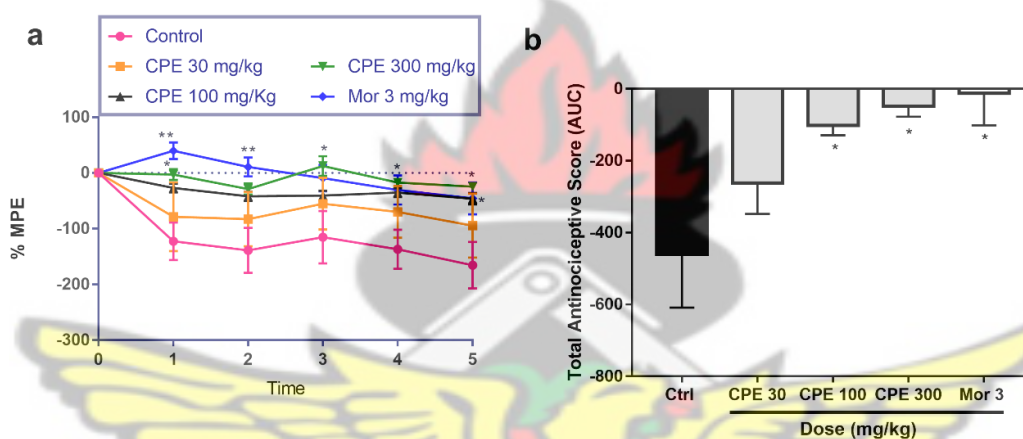 a
Control
CPE 30 mg/kg
CPE 300 mg/kg
CPE 100 mg/Kg
Mor 3 mg/kg
% MPE
100
0
-100
-200
-300
**
*
**
*
*
*
*
0 1 2 3 4 5
Time
b
Total Antinociceptive Score (AUC)
0
-200
-400
-600
-800
*
*
*
Ctrl CPE 30 CPE 100 CPE 300 Mor 3
Dose (mg/kg)